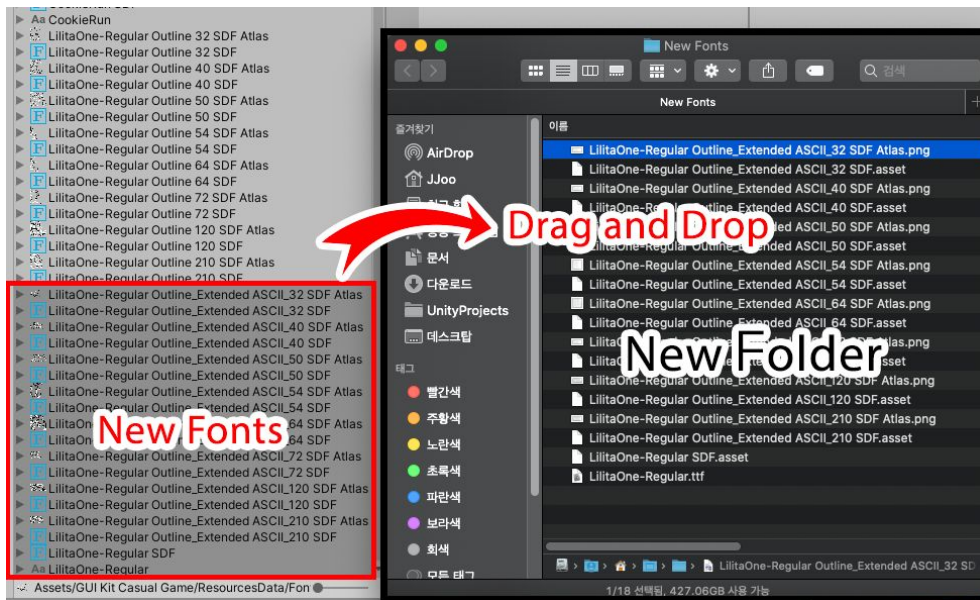 CookieRun SDF
Aa CookieRun
LilitaOne-Regular Outline 32 SDF Atlas
LilitaOne-Regular Outline 32 SDF
LilitaOne-Regular Outline 40 SDF Atlas
LilitaOne-Regular Outline 40 SDF
LilitaOne-Regular Outline 50 SDF Atlas
LilitaOne-Regular Outline 50 SDF
LilitaOne-Regular Outline 54 SDF Atlas
LilitaOne-Regular Outline 54 SDF
LilitaOne-Regular Outline 64 SDF Atlas
LilitaOne-Regular Outline 64 SDF
LilitaOne-Regular Outline 72 SDF Atlas
LilitaOne-Regular Outline 72 SDF
LilitaOne-Regular Outline 120 SDF Atlas
LilitaOne-Regular Outline 120 SDF
LilitaOne-Regular Outline 210 SDF Atlas
LilitaOne-Regular Outline 210 SDF
LilitaOne-Regular Outline_Extended ASCII_32 SDF Atlas
LilitaOne-Regular Outline_Extended ASCII_32 SDF
LilitaOne-Regular Outline_Extended ASCII_40 SDF Atlas
LilitaOne-Regular Outline_Extended ASCII_40 SDF
LilitaOne-Regular Outline_Extended ASCII_50 SDF Atlas
LilitaOne-Regular Outline_Extended ASCII_50 SDF
LilitaOne-Regular Outline_Extended ASCII_54 SDF Atlas
LilitaOne-Regular Outline_Extended ASCII_54 SDF
64 SDF Atlas
64 SDF
LilitaOne-Regular Outline_Extended ASCII_72 SDF Atlas
LilitaOne-Regular Outline_Extended ASCII_72 SDF
LilitaOne-Regular Outline_Extended ASCII_120 SDF Atlas
LilitaOne-Regular Outline_Extended ASCII_120 SDF
LilitaOne-Regular Outline_Extended ASCII_210 SDF Atlas
LilitaOne-Regular Outline_Extended ASCII_210 SDF
LilitaOne-Regular SDF
Aa LilitaOne-Regular
Assets/GUI Kit Casual Game/ResourcesData/Fon
New Fonts
Drag and Drop
New Fonts
검색
New Fonts
즐겨찾기
AirDrop
JJoo
문서
다운로드
UnityProjects
데스크탑
태그
빨간색
주황색
노란색
초록색
파란색
보라색
회색
모든 태그
이름
LilitaOne-Regular Outline_Extended ASCII_32 SDF Atlas.png
LilitaOne-Regular Outline_Extended ASCII_32 SDF.asset
LilitaOne-Regular Outline_Extended ASCII_40 SDF Atlas.png
LilitaOne-Regular Outline_Extended ASCII_40 SDF.asset
ASCII_50 SDF Atlas.png
ASCII_50 SDF.asset
LilitaOne-Regular Outline_Extended ASCII_54 SDF Atlas.png
LilitaOne-Regular Outline_Extended ASCII_54 SDF.asset
LilitaOne-Regular Outline_Extended ASCII_64 SDF Atlas.png
LilitaOne-Regular Outline_Extended ASCII_64 SDF.asset
New Folder
LilitaOne-Regular Outline_Extended ASCII_120 SDF Atlas.png
LilitaOne-Regular Outline_Extended ASCII_120 SDF.asset
LilitaOne-Regular Outline_Extended ASCII_210 SDF Atlas.png
LilitaOne-Regular Outline_Extended ASCII_210 SDF.asset
LilitaOne-Regular SDF.asset
LilitaOne-Regular.ttf
LilitaOne-Regular Outline_Extended ASCII_32 SD
1/18 선택됨, 427.06GB 사용 가능